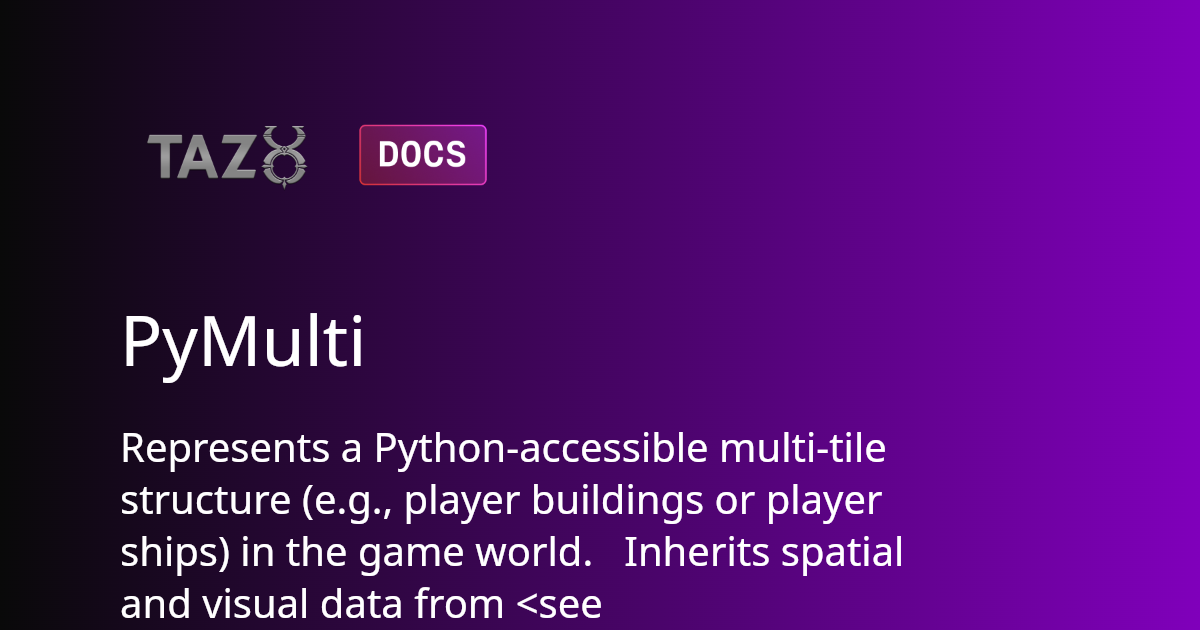 TAZ
DOCS
PyMulti
Represents a Python-accessible multi-tile
structure (e.g., player buildings or player
ships) in the game world.   Inherits spatial
and visual data from <see